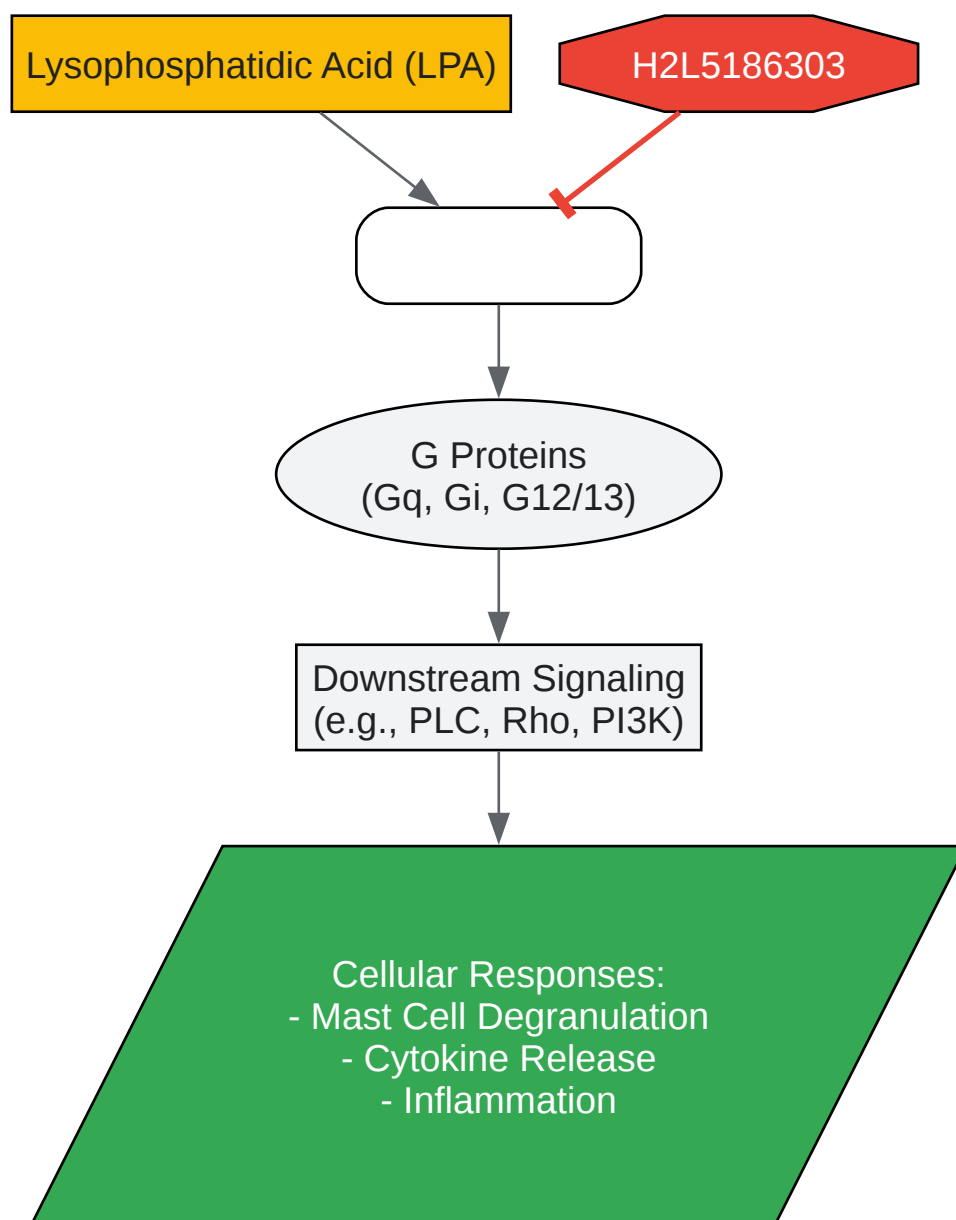 Lysophosphatidic Acid (LPA)
H2L5186303
G Proteins
(Gq, Gi, G12/13)
Downstream Signaling
(e.g., PLC, Rho, PI3K)
Cellular Responses:
- Mast Cell Degranulation
- Cytokine Release
- Inflammation